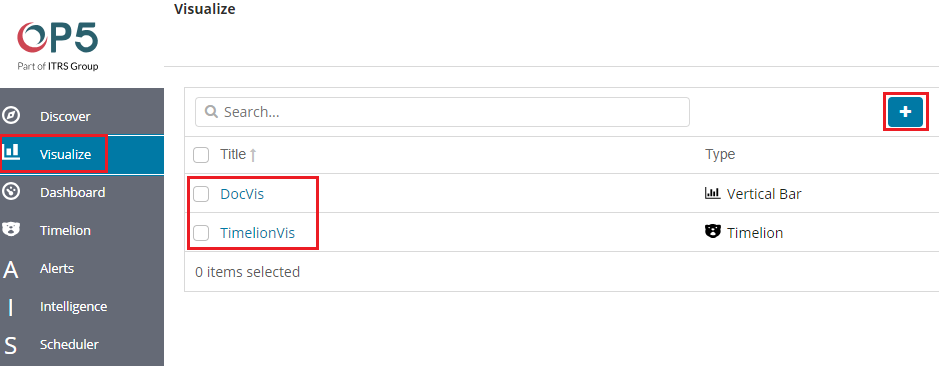 Visualize
OP5
Part of ITRS Group
Discover
Visualize
Dashboard
Timelion
A Alerts
I Intelligence
S Scheduler
Search...
+
Title ↑ Type
DocVis Vertical Bar
TimelionVis Timelion
0 items selected